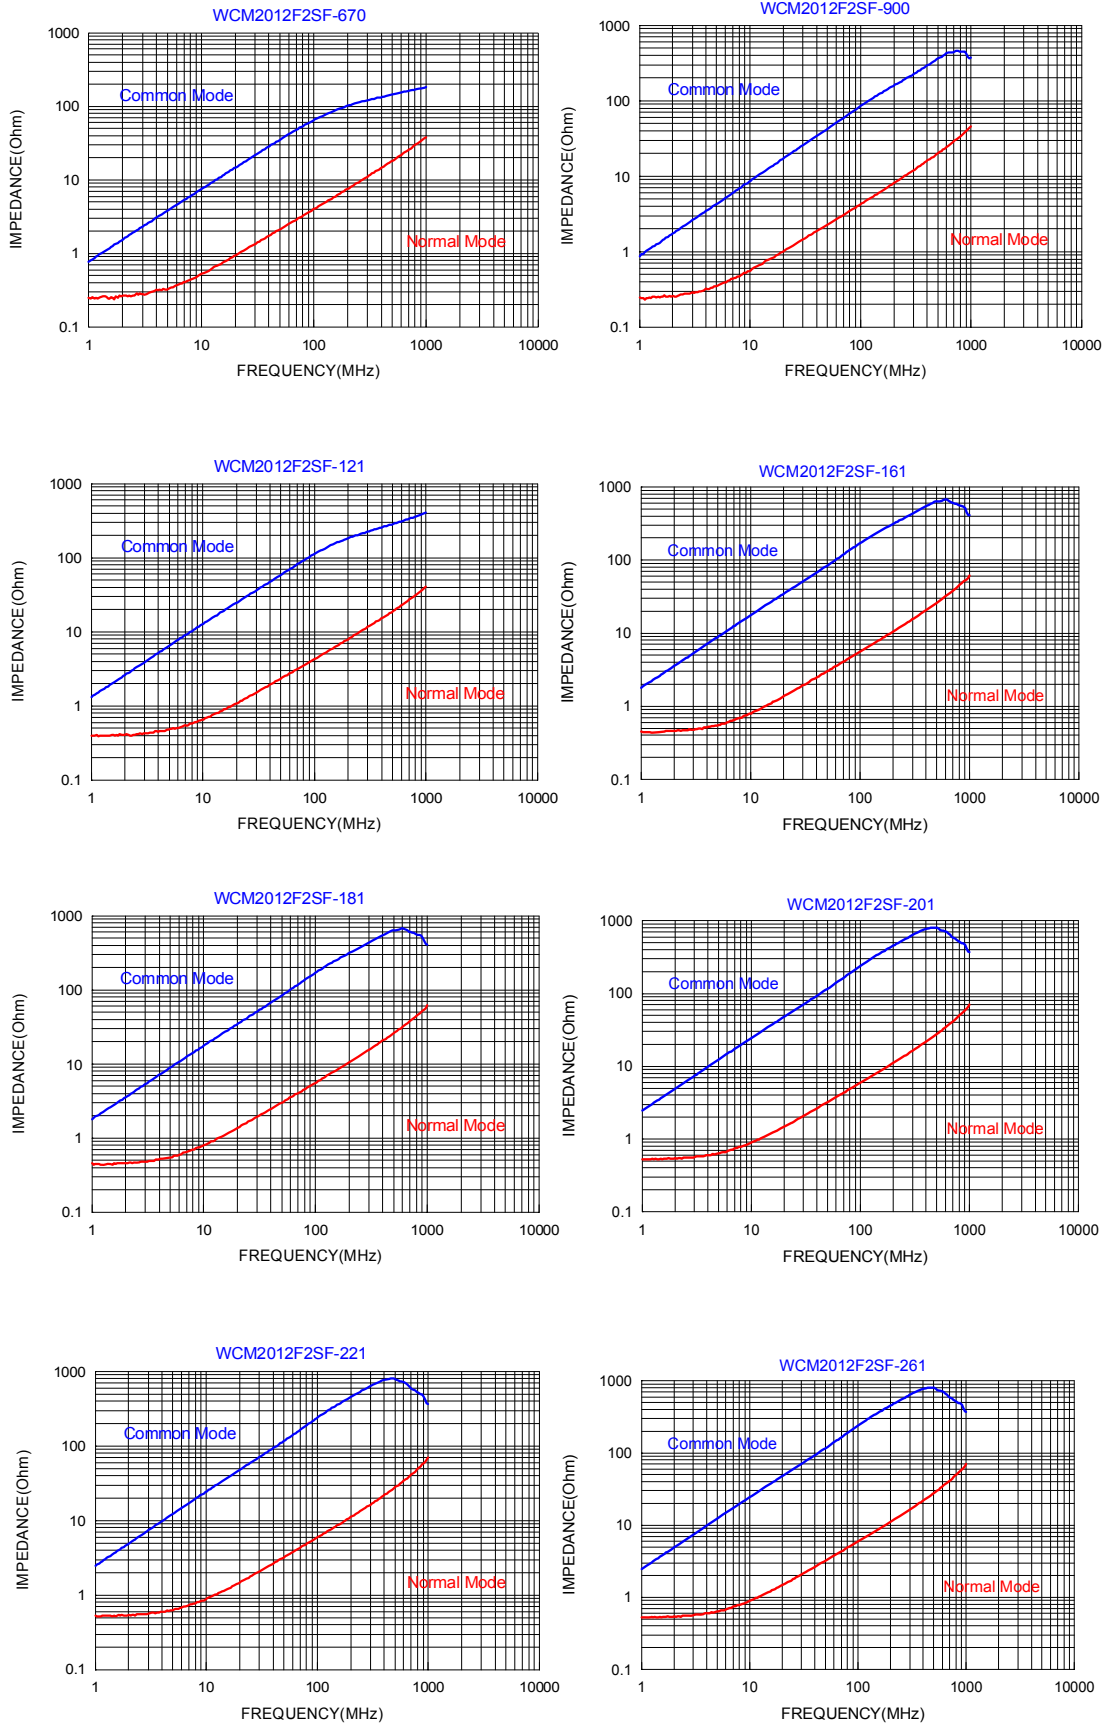 WCM2012F2SF-670
1000
100
10
1
0.1
IMPEDANCE(Ohm)
Common Mode
Normal Mode
1 10 100 1000 10000
FREQUENCY(MHz)
WCM2012F2SF-900
1000
100
10
1
0.1
IMPEDANCE(Ohm)
Common Mode
Normal Mode
1 10 100 1000 10000
FREQUENCY(MHz)
WCM2012F2SF-121
1000
100
10
1
0.1
IMPEDANCE(Ohm)
Common Mode
Normal Mode
1 10 100 1000 10000
FREQUENCY(MHz)
WCM2012F2SF-161
1000
100
10
1
0.1
IMPEDANCE(Ohm)
Common Mode
Normal Mode
1 10 100 1000 10000
FREQUENCY(MHz)
WCM2012F2SF-181
1000
100
10
1
0.1
IMPEDANCE(Ohm)
Common Mode
Normal Mode
1 10 100 1000 10000
FREQUENCY(MHz)
WCM2012F2SF-201
1000
100
10
1
0.1
IMPEDANCE(Ohm)
Common Mode
Normal Mode
1 10 100 1000 10000
FREQUENCY(MHz)
WCM2012F2SF-221
1000
100
10
1
0.1
IMPEDANCE(Ohm)
Common Mode
Normal Mode
1 10 100 1000 10000
FREQUENCY(MHz)
WCM2012F2SF-261
1000
100
10
1
0.1
IMPEDANCE(Ohm)
Common Mode
Normal Mode
1 10 100 1000 10000
FREQUENCY(MHz)